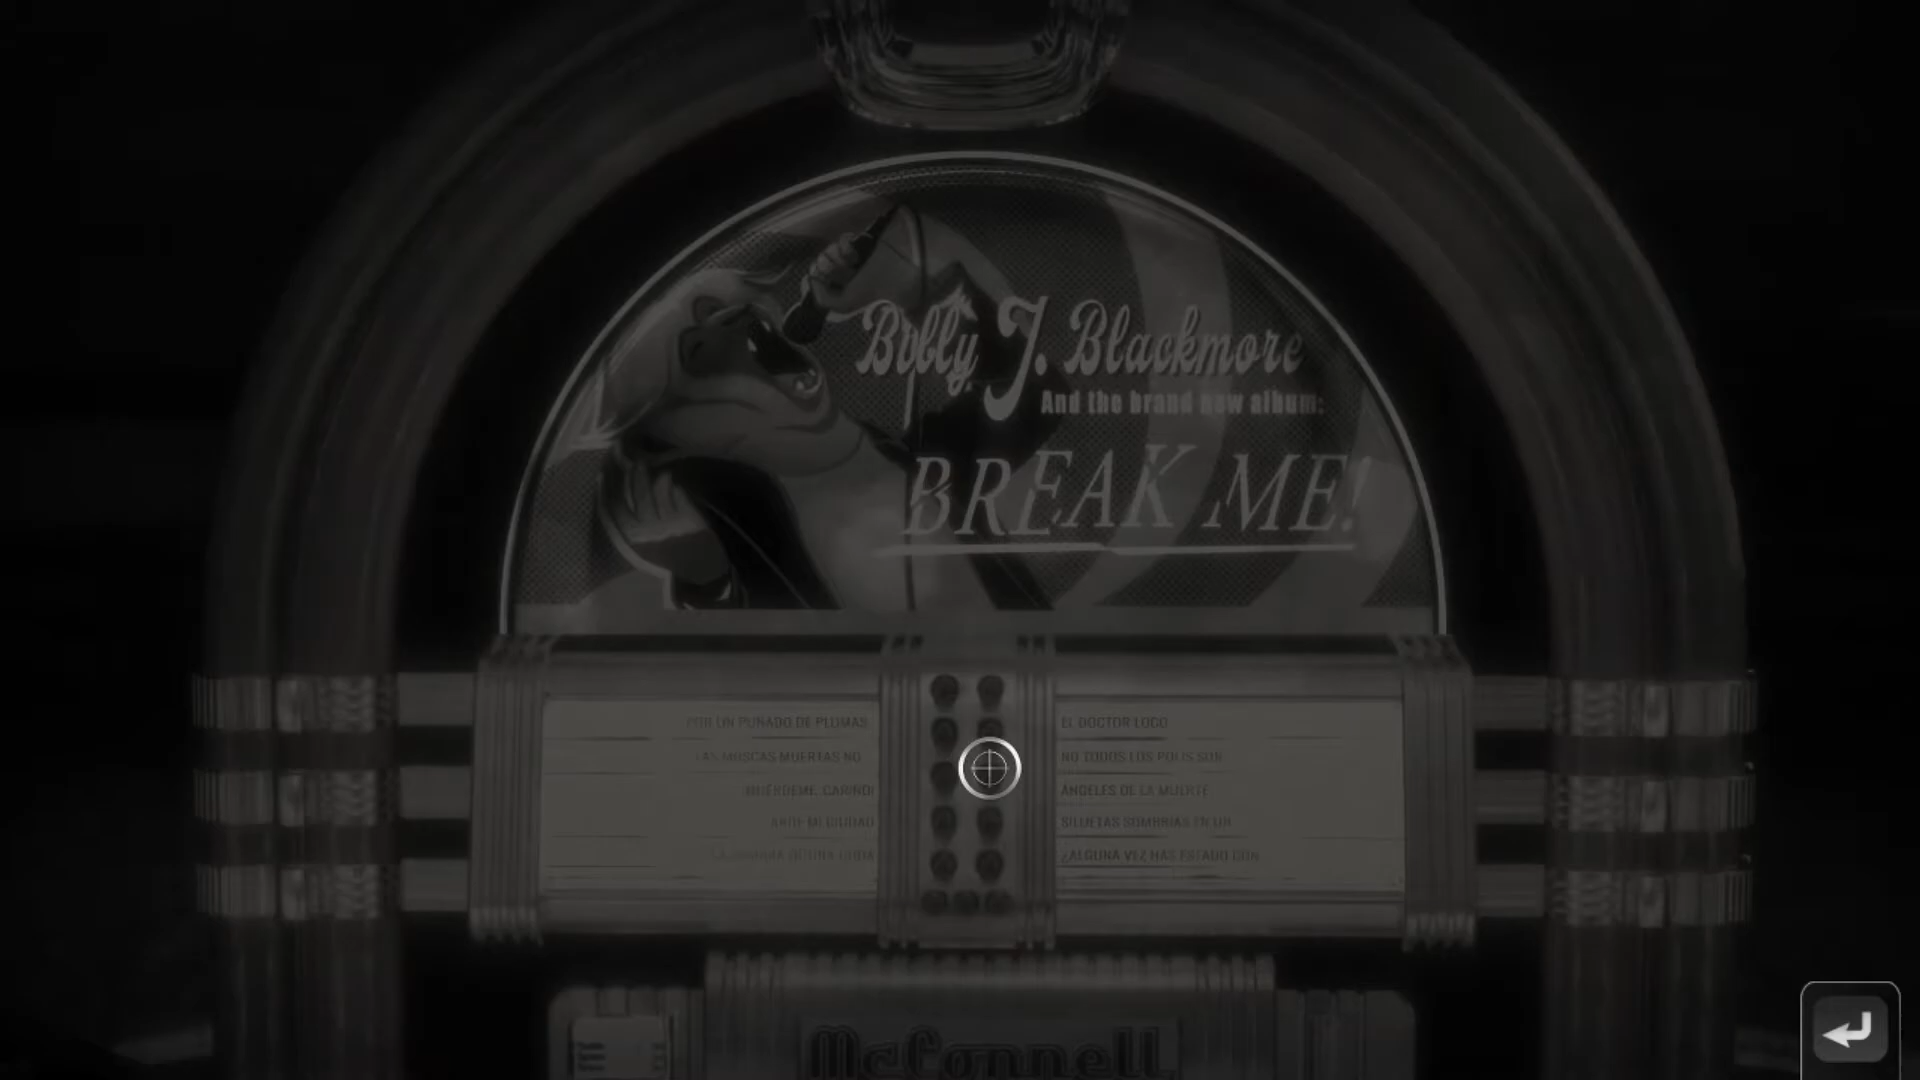 Billy J. Blackmore
And the brand new album:
BREAK ME!
POR UN PUÑADO DE PLUMAS
LAS MOSCAS MUERTAS NO
MUÉRDEME, CARIÑO!
ARDE MI CIUDAD
DE UNA
EL DOCTOR LOCO
NO TODOS LOS POLIS SON
ÁNGELES DE LA MUERTE
SILUETAS SOMBRÍAS EN UN
¿ALGUNA VEZ HAS ESTADO CON
McConnell